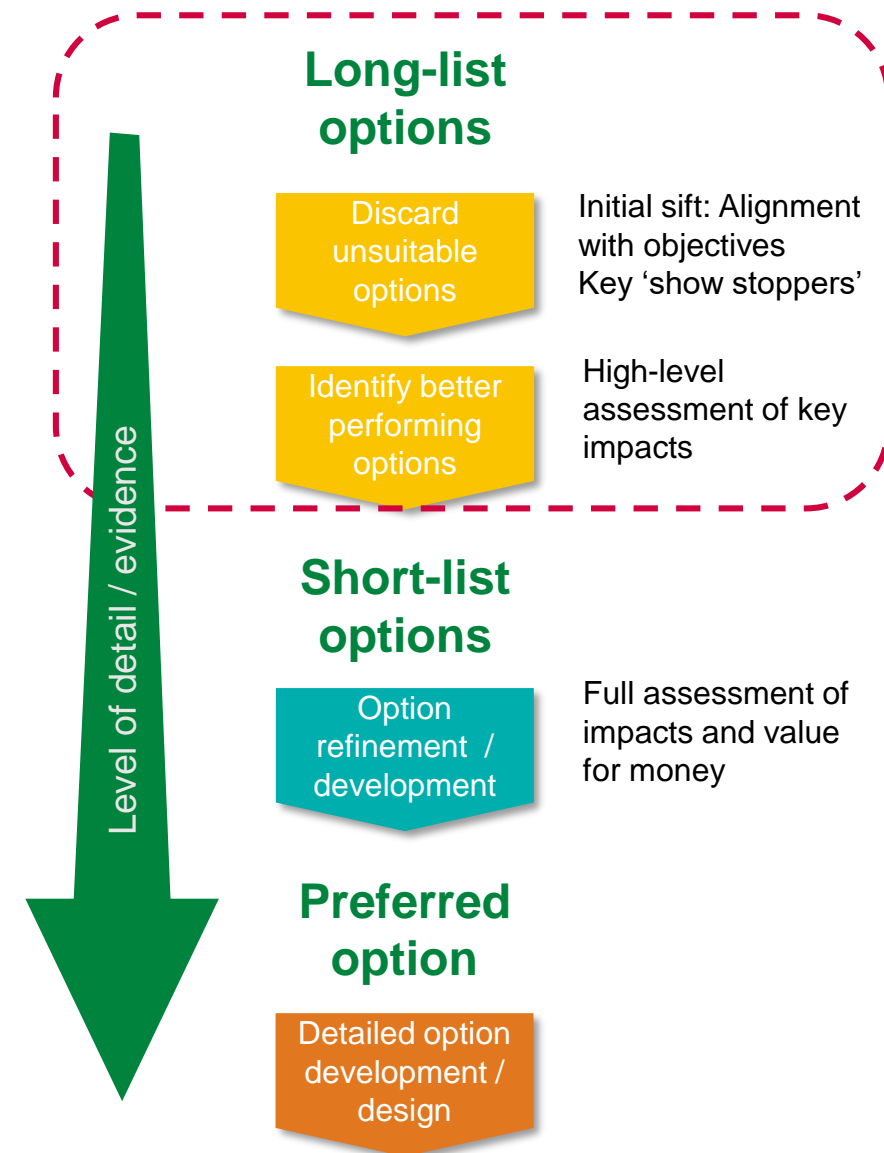 Long-list
options
Discard
unsuitable
options
Initial sift: Alignment
with objectives
Key ‘show stoppers’
Identify better
performing
options
High-level
assessment of key
impacts
Level of detail / evidence
Short-list
options
Option
refinement /
development
Full assessment of
impacts and value
for money
Preferred
option
Detailed option
development /
design